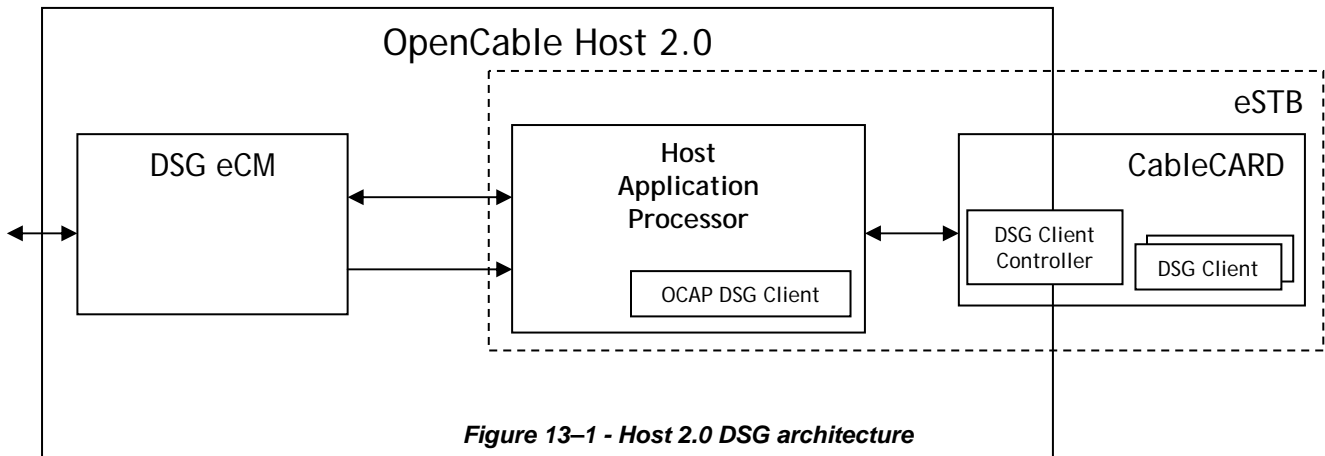 OpenCable Host 2.0
eSTB
DSG eCM
Host
Application
Processor
OCAP DSG Client
CableCARD
DSG Client
Controller
DSG Client
Figure 13–1 - Host 2.0 DSG architecture